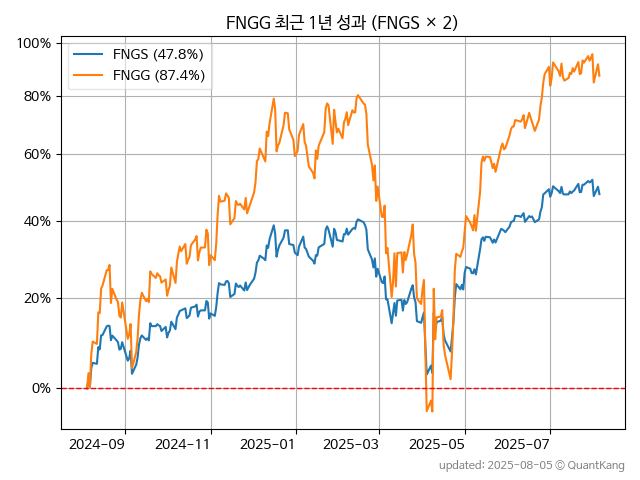 FNGG 최근 1년 성과 (FNGS × 2)
FNGS (47.8%)
FNGG (87.4%)
100%
80%
60%
40%
20%
0%
2024-09 2024-11 2025-01 2025-03 2025-05 2025-07
updated: 2025-08-05 © QuantKang